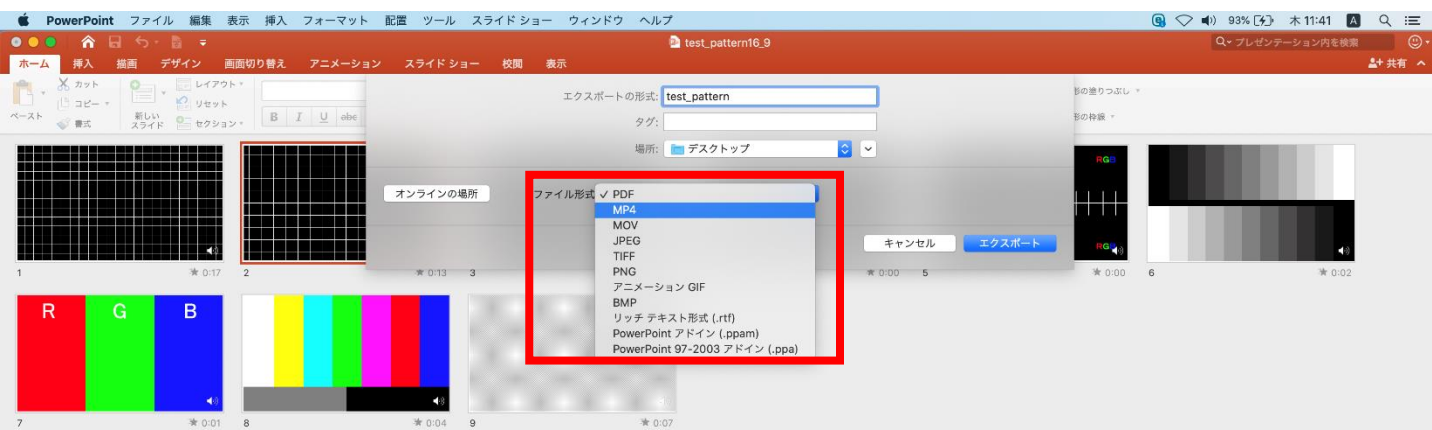 PowerPoint ファイル 編集 表示 挿入 フォーマット 配置 ツール スライド ショー ウィンドウ ヘルプ 93% 木 11:41 A
test_pattern16_9 プレゼンテーション内を検索
ホーム 挿入 描画 デザイン 画面切り替え アニメーション スライド ショー 校閲 表示 共有
ペースト カット コピー 書式 新しい スライド レイアウト リセット セクション B I U abc
エクスポートの形式: test_pattern
形の塗りつぶし
タグ:
形の枠線
場所: デスクトップ
オンラインの場所 ファイル形式 ✓ PDF
MP4
MOV
JPEG
TIFF
PNG
アニメーション GIF
BMP
リッチ テキスト形式 (.rtf)
PowerPoint アドイン (.ppam)
PowerPoint 97-2003 アドイン (.ppa)
キャンセル エクスポート
RGB
RG
1 0:17 2 0:13 3 0:00 5 0:00 6 0:02
R G B
7 0:01 8 0:04 9 0:07